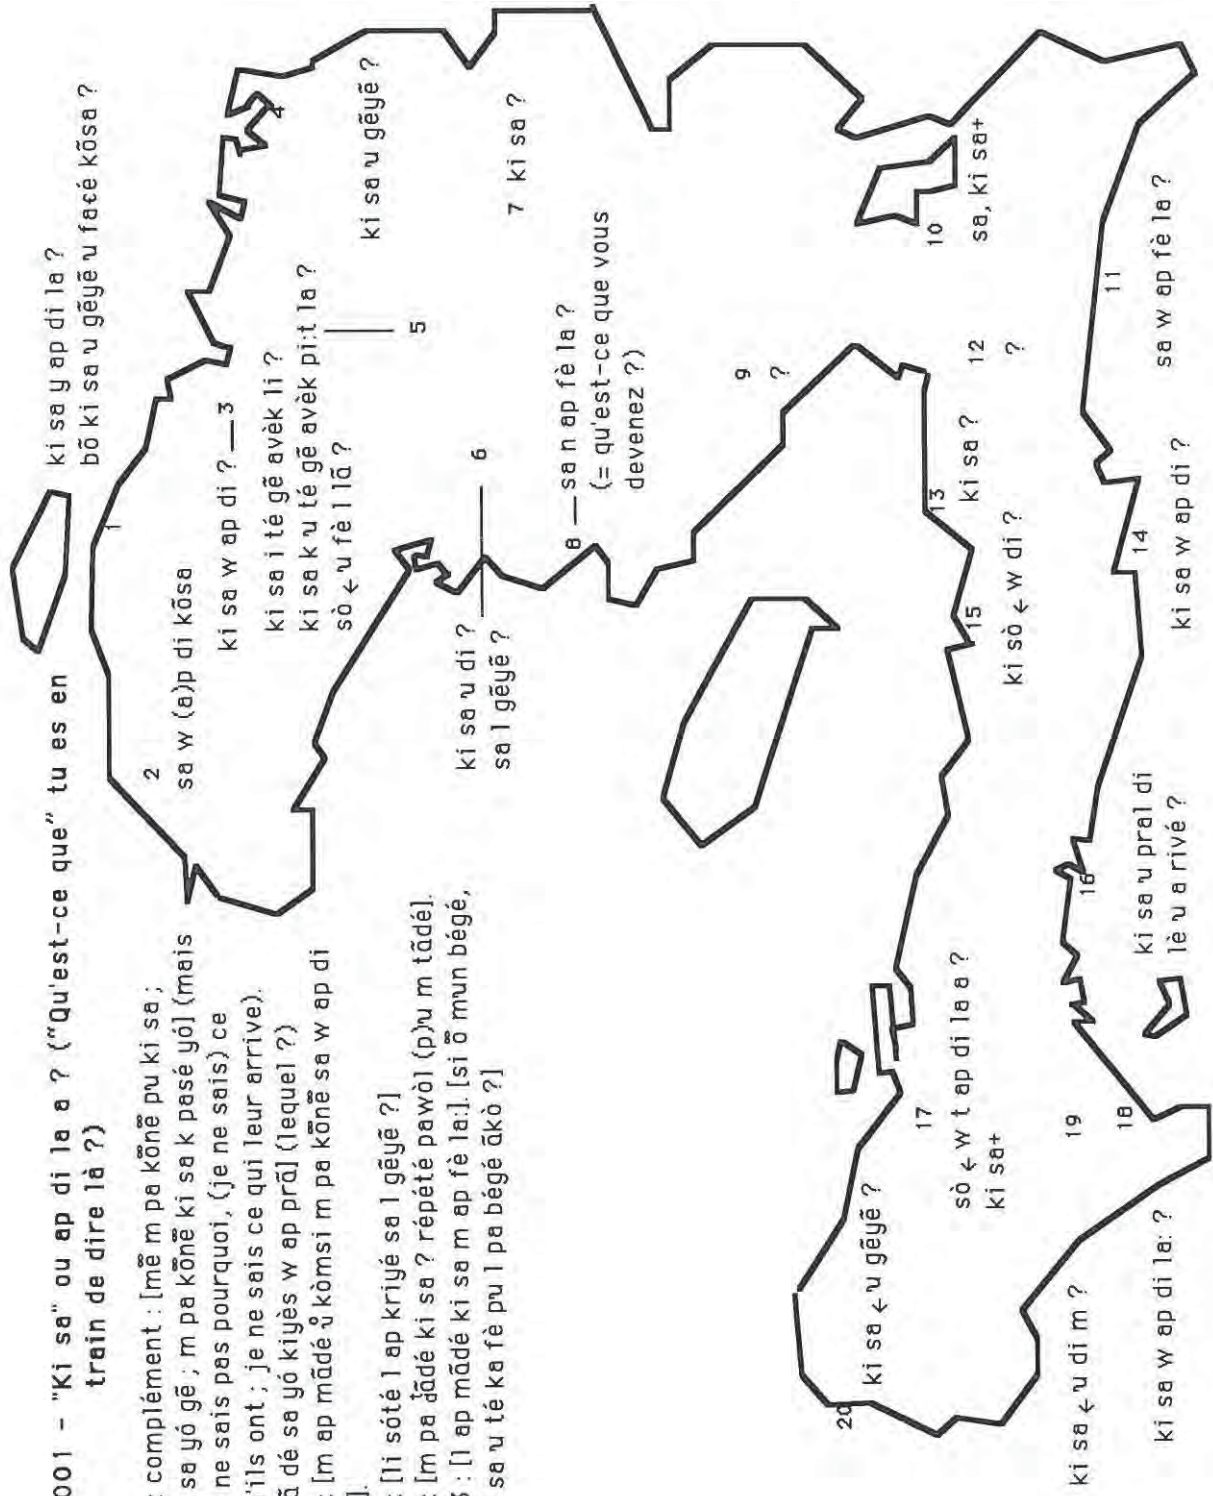 001 - "Ki sa" ou ap di la a ? ("Qu'est-ce que" tu es en
train de dire là ?)
complément : [mẽ m pa kõnẽ pu ki sa ;
sa yó gẽ ; m pa kõnẽ ki sa k pasé yó] (mais
ne sais pas pourquoi, (je ne sais) ce
'ils ont ; je ne sais ce qui leur arrive).
dé sa yó kiyès w ap prã] (lequel ?)
[m ap mãdé u kòmsi m pa kõnẽ sa w ap di
].
[li sóté l ap kriyé sa l gẽyẽ ?]
[m pa dãdé ki sa ? répété pawòl (p)u m tãdé].
: [l ap mãdé ki sa m ap fè la:]. [si õ mun bégé,
sa u té ka fè pu l pa bégé ãkò ?]
ki sa y ap di la ?
bõ ki sa u gẽyẽ u facé kõsa ?
1
2
sa w (a)p di kõsa
ki sa w ap di ? — 3
4
ki sa i té gẽ avèk li ?
ki sa k u té gẽ avèk pi:t la ?
sò ← u fè l lã ?
5
ki sa u gẽyẽ ?
6
ki sa u di ?
sa l gẽyẽ ?
7 ki sa ?
8 — sa n ap fè la ?
(= qu'est-ce que vous
devenez ?)
9
?
10
sa, ki sa+
11
sa w ap fè la ?
12
?
13
ki sa ?
14
ki sa w ap di ?
15
ki sò ← w di ?
16
ki sa u pral di
lè u a rivé ?
17
sò ← w t ap di la a ?
ki sa+
18
ki sa w ap di la: ?
19
ki sa ← u di m ?
20
ki sa ← u gẽyẽ ?